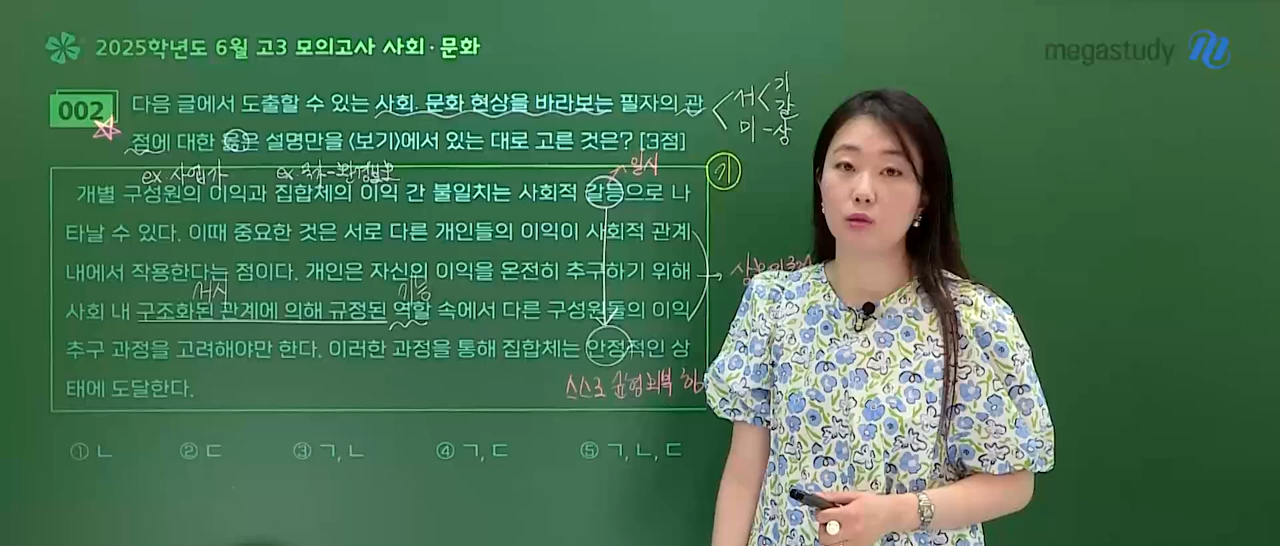 2025학년도 6월 고3 모의고사 사회·문화
megastudy
002
다음 글에서 도출할 수 있는 사회·문화 현상을 바라보는 필자의 관
점에 대한 옳은 설명만을 <보기>에서 있는 대로 고른 것은? [3점]
서 < 기
갈
미 - 상
ex. 사업가
ex. 국가-환경보호
일시
기
개별 구성원의 이익과 집합체의 이익 간 불일치는 사회적 갈등으로 나
타날 수 있다. 이때 중요한 것은 서로 다른 개인들의 이익이 사회적 관계
내에서 작용한다는 점이다. 개인은 자신의 이익을 온전히 추구하기 위해
거시
기능
사회 내 구조화된 관계에 의해 규정된 역할 속에서 다른 구성원들의 이익
추구 과정을 고려해야만 한다. 이러한 과정을 통해 집합체는 안정적인 상
태에 도달한다.
스스로 균형회복
① ㄴ ② ㄷ ③ ㄱ, ㄴ ④ ㄱ, ㄷ ⑤ ㄱ, ㄴ, ㄷ